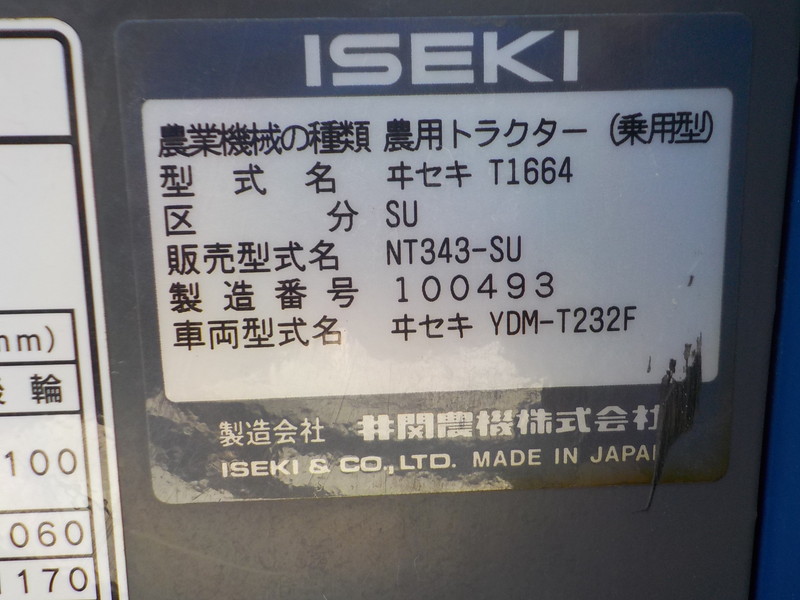 ISEKI
農業機械の種類 農用トラクター (乗用型)
型式名 ヰセキ T1664
区分 SU
販売型式名 NT343-SU
製造番号 100493
車両型式名 ヰセキ YDM-T232F
製造会社 井関農機株式会社
ISEKI & CO.,LTD. MADE IN JAPAN
mm)
後輪
100
060
1170